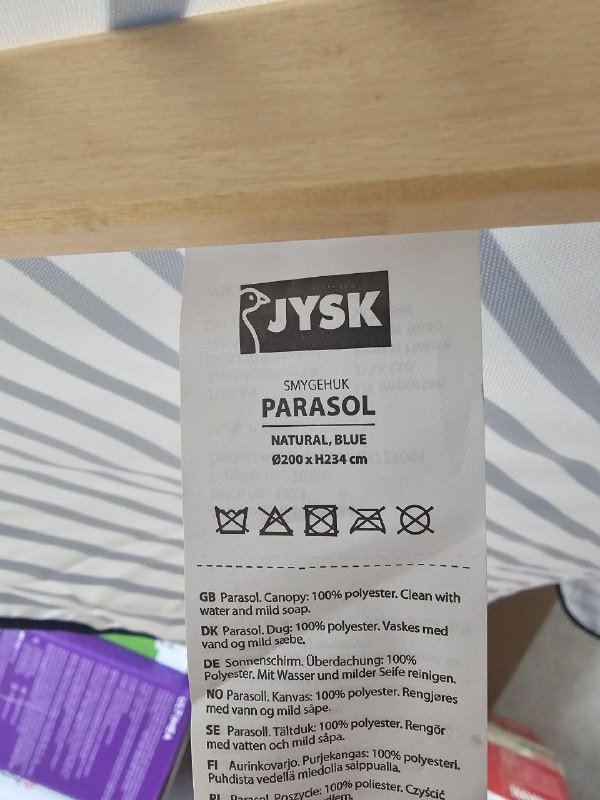 JYSK
SMYGEHUK
PARASOL
NATURAL, BLUE
Ø200 x H234 cm
GB Parasol. Canopy: 100% polyester. Clean with
water and mild soap.
DK Parasol. Dug: 100% polyester. Vaskes med
vand og mild sæbe.
DE Sonnenschirm. Überdachung: 100%
Polyester. Mit Wasser und milder Seife reinigen.
NO Parasoll. Kanvas: 100% polyester. Rengjøres
med vann og mild såpe.
SE Parasoll. Tältduk: 100% polyester. Rengör
med vatten och mild såpa.
FI Aurinkovarjo. Purjekangas: 100% polyesteri.
Puhdista vedellä miedolla saippualla.
PL Parasol. Poszycie: 100% poliester. Czyścić